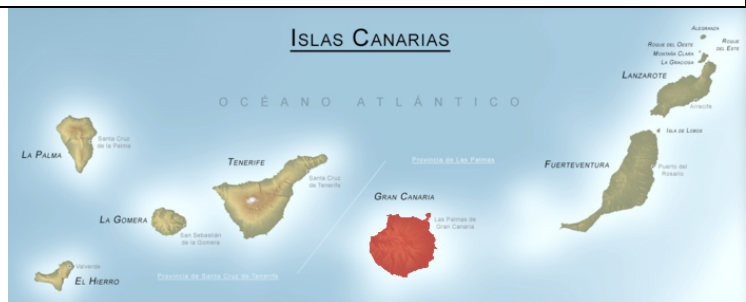 ISLAS CANARIAS
ALEGRANZA
ROQUE DEL OESTE
ROQUE
DEL ESTE
MONTAÑA CLARA
LA GRACIOSA
LANZAROTE
OCÉANO ATLÁNTICO
Arrecife
ISLA DE LOBOS
Santa Cruz
de la Palma
LA PALMA
TENERIFE
Provincia de Las Palmas
FUERTEVENTURA
Puerto del
Rosario
Santa Cruz
de Tenerife
GRAN CANARIA
LA GOMERA
Las Palmas de
Gran Canaria
San Sebastián
de la Gomera
Valverde
EL HIERRO
Provincia de Santa Cruz de Tenerife